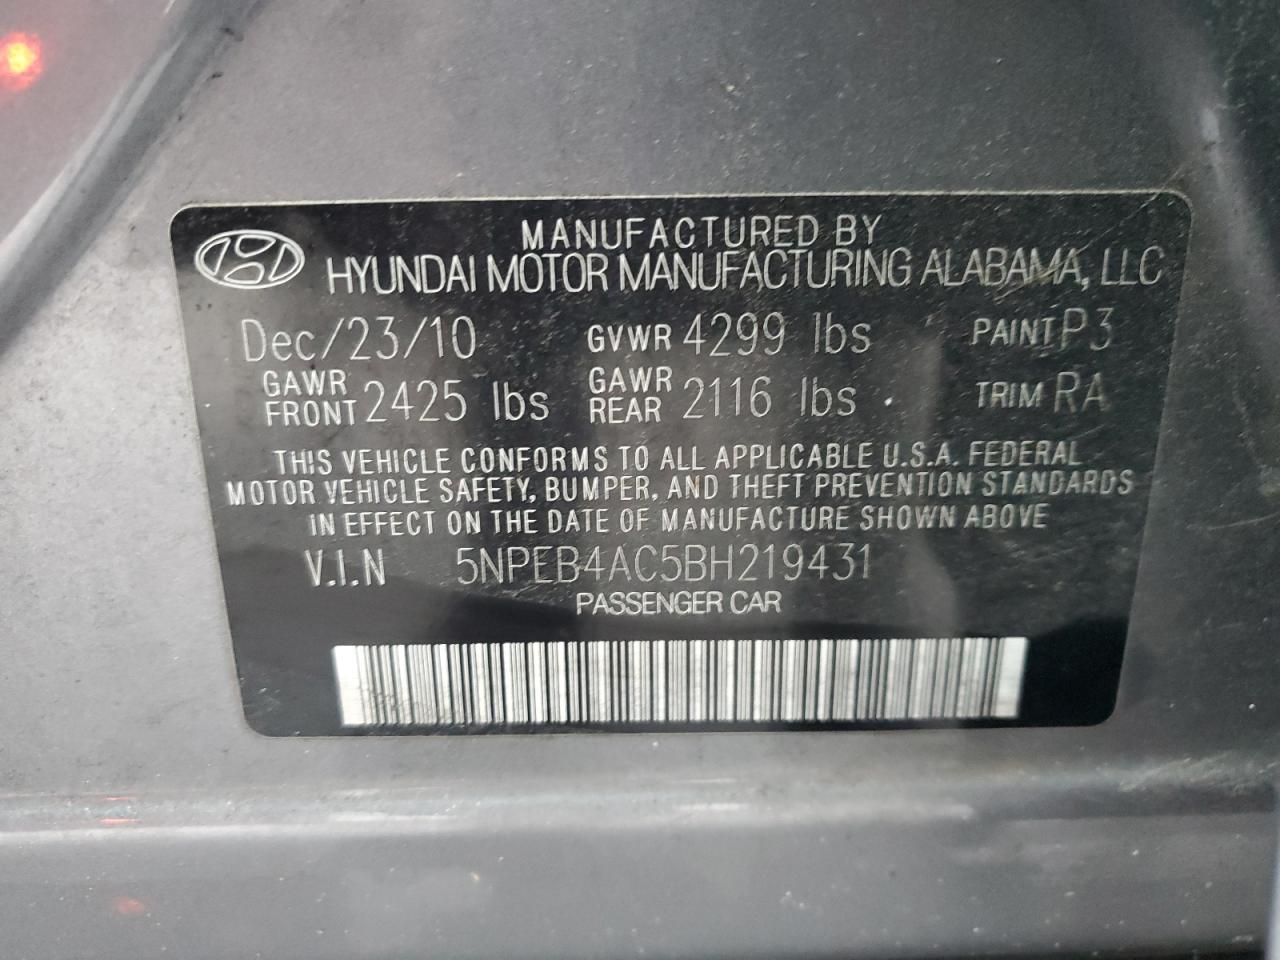 MANUFACTURED BY
HYUNDAI MOTOR MANUFACTURING ALABAMA, LLC
Dec/23/10 GVWR 4299 lbs PAINT P3
GAWR FRONT 2425 lbs GAWR REAR 2116 lbs TRIM RA
THIS VEHICLE CONFORMS TO ALL APPLICABLE U.S.A. FEDERAL
MOTOR VEHICLE SAFETY, BUMPER, AND THEFT PREVENTION STANDARDS
IN EFFECT ON THE DATE OF MANUFACTURE SHOWN ABOVE
V.I.N 5NPEB4AC5BH219431
PASSENGER CAR